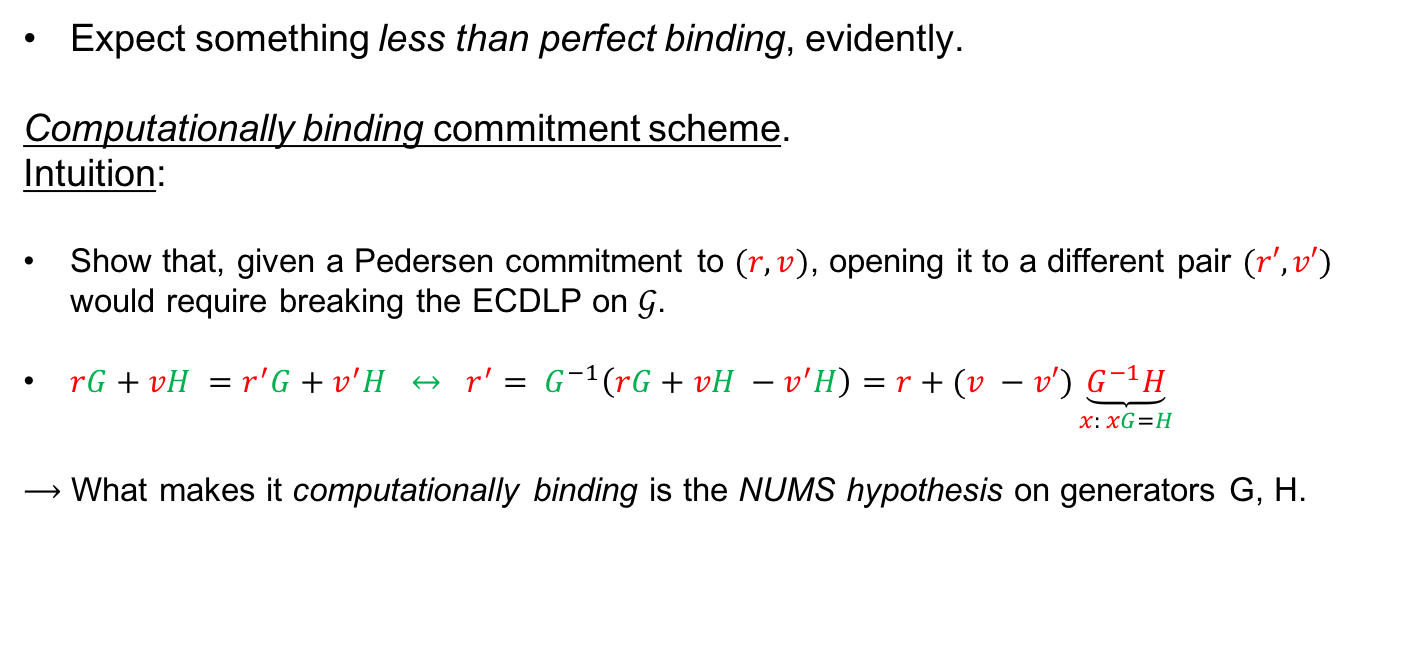 • Expect something less than perfect binding, evidently.
Computationally binding commitment scheme.
Intuition:
• Show that, given a Pedersen commitment to (r, v), opening it to a different pair (r′, v′)
would require breaking the ECDLP on 𝒢.
• rG + vH = r′G + v′H ↔ r′ = G⁻¹(rG + vH − v′H) = r + (v − v′) G⁻¹H
x: xG=H
→ What makes it computationally binding is the NUMS hypothesis on generators G, H.